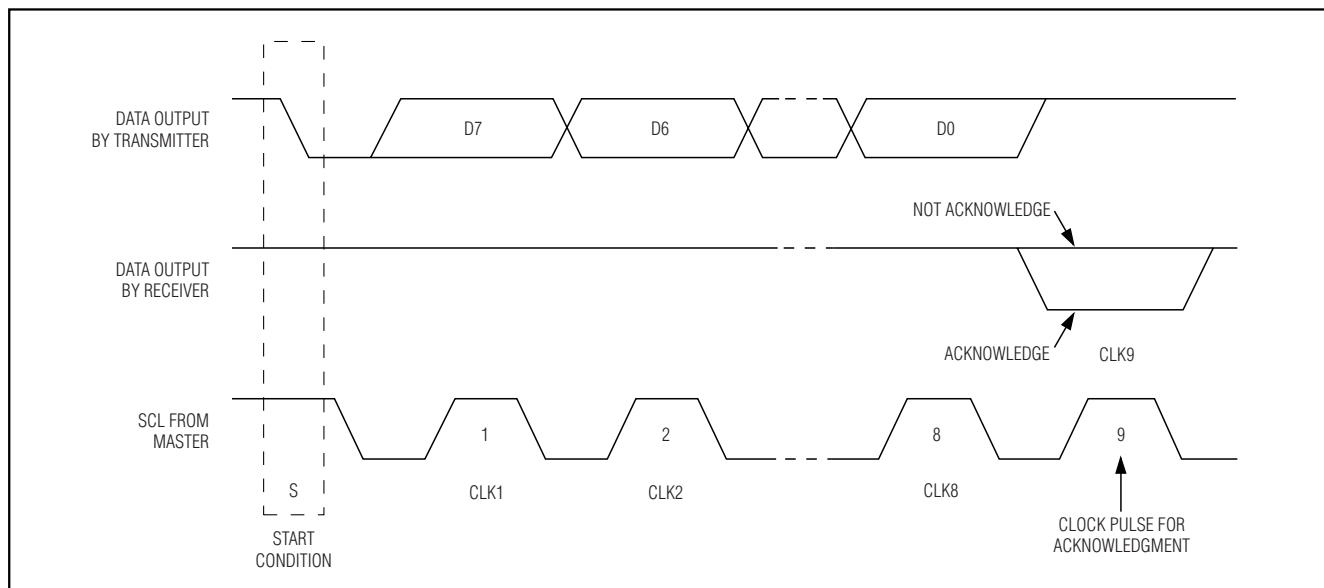 DATA OUTPUT
BY TRANSMITTER
D7
D6
D0
NOT ACKNOWLEDGE
DATA OUTPUT
BY RECEIVER
ACKNOWLEDGE
CLK9
SCL FROM
MASTER
1
2
8
9
S
CLK1
CLK2
CLK8
START
CONDITION
CLOCK PULSE FOR
ACKNOWLEDGMENT